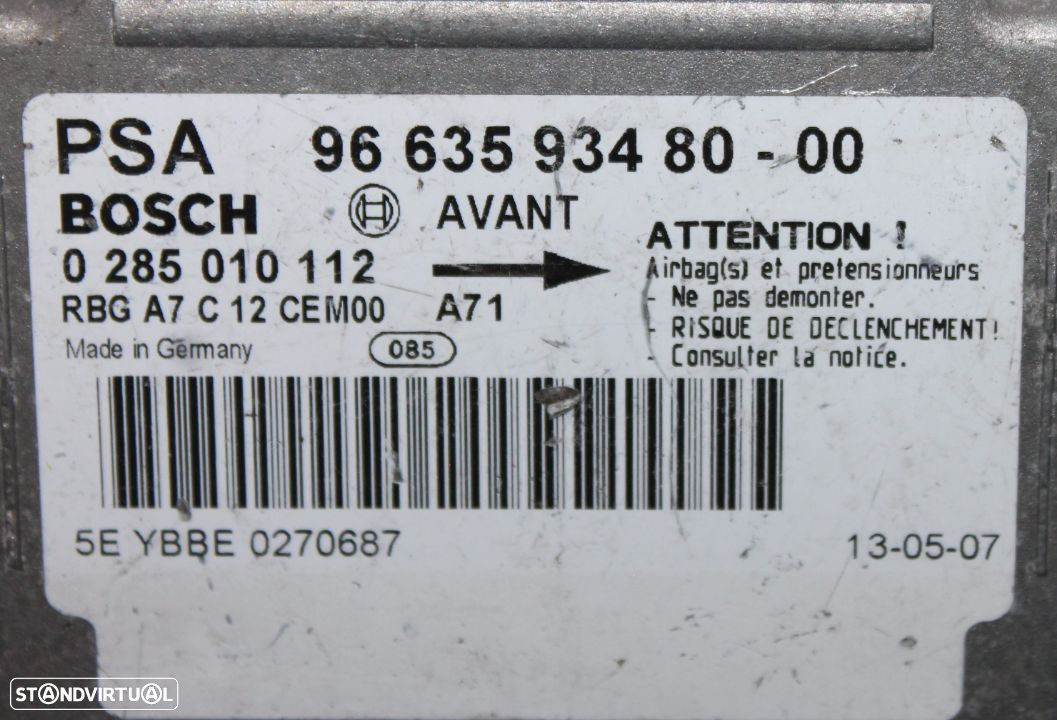 PSA 96 635 934 80 - 00
BOSCH AVANT
0 285 010 112
RBG A7 C 12 CEM00 A71
Made in Germany 085
ATTENTION !
Airbag(s) et pretensionneurs
- Ne pas demonter.
- RISQUE DE DECLENCHEMENT!
- Consulter la notice.
5E YBBE 0270687 13-05-07
STANDVIRTUAL